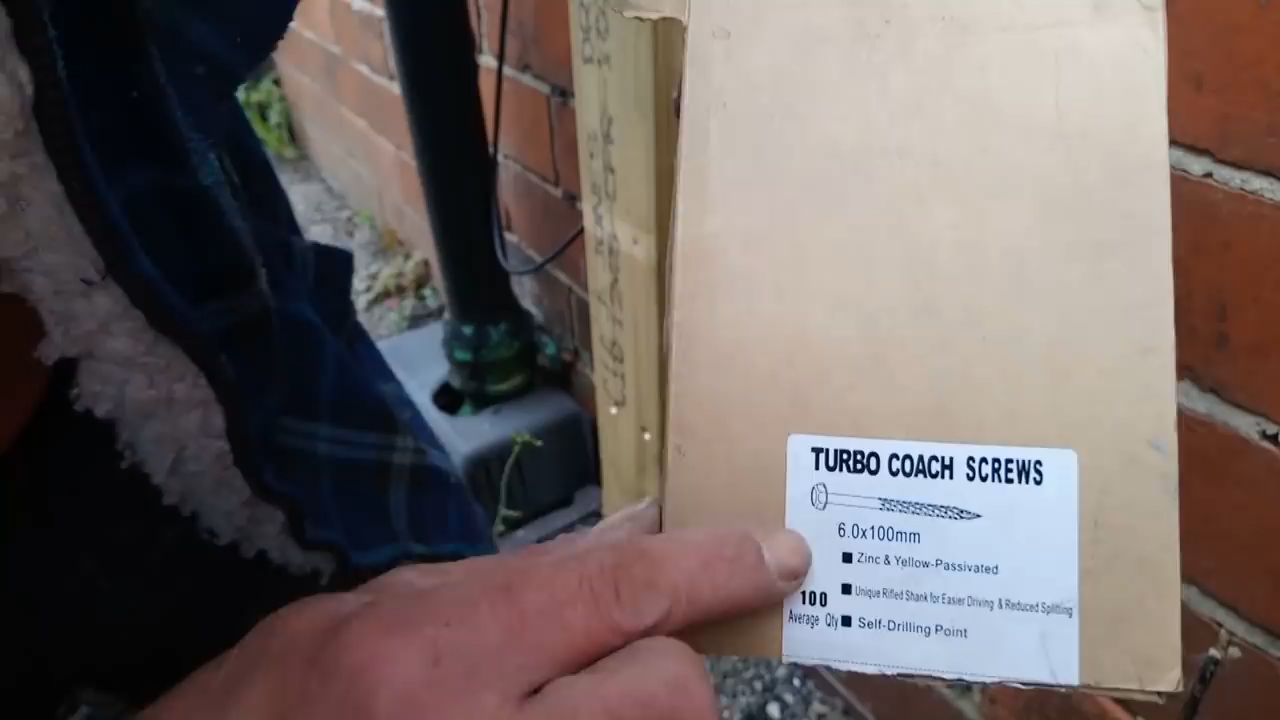 TURBO COACH SCREWS
6.0x100mm
Zinc & Yellow-Passivated
Unique Rifled Shank for Easier Driving & Reduced Splitting
100
Average Qty
Self-Drilling Point